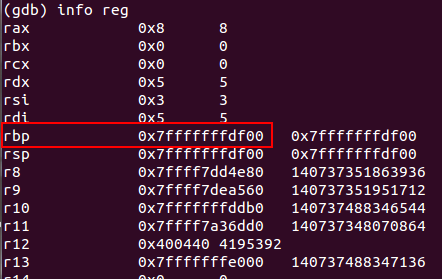 (gdb) info reg
rax 0x8 8
rbx 0x0 0
rcx 0x0 0
rdx 0x5 5
rsi 0x3 3
rdi 0x5 5
rbp 0x7fffffffdf00 0x7fffffffdf00
rsp 0x7fffffffdf00 0x7fffffffdf00
r8 0x7ffff7dd4e80 140737351863936
r9 0x7ffff7dea560 140737351951712
r10 0x7fffffffddb0 140737488346544
r11 0x7ffff7a36dd0 140737348070864
r12 0x400440 4195392
r13 0x7fffffffe000 140737488347136
r14 0x0 0